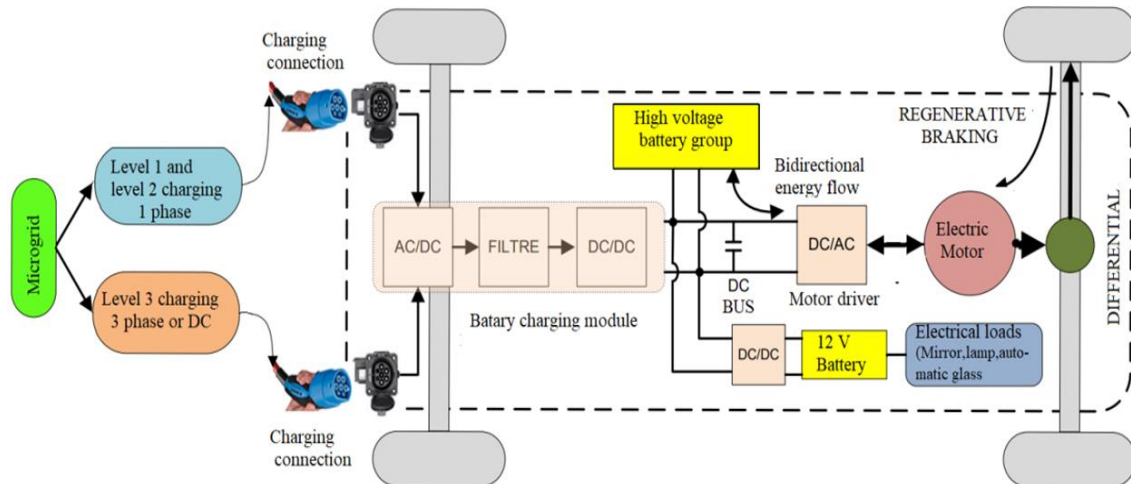 Charging
connection
Microgrid
Level 1 and
level 2 charging
1 phase
Level 3 charging
3 phase or DC
Charging
connection
AC/DC
FILTRE
DC/DC
Batary charging module
High voltage
battery group
Bidirectional
energy flow
DC
BUS
DC/AC
Motor driver
DC/DC
12 V
Battery
Electrical loads
(Mirror,lamp,auto-
matic glass
Electric
Motor
REGENERATIVE
BRAKING
DIFFERENTIAL